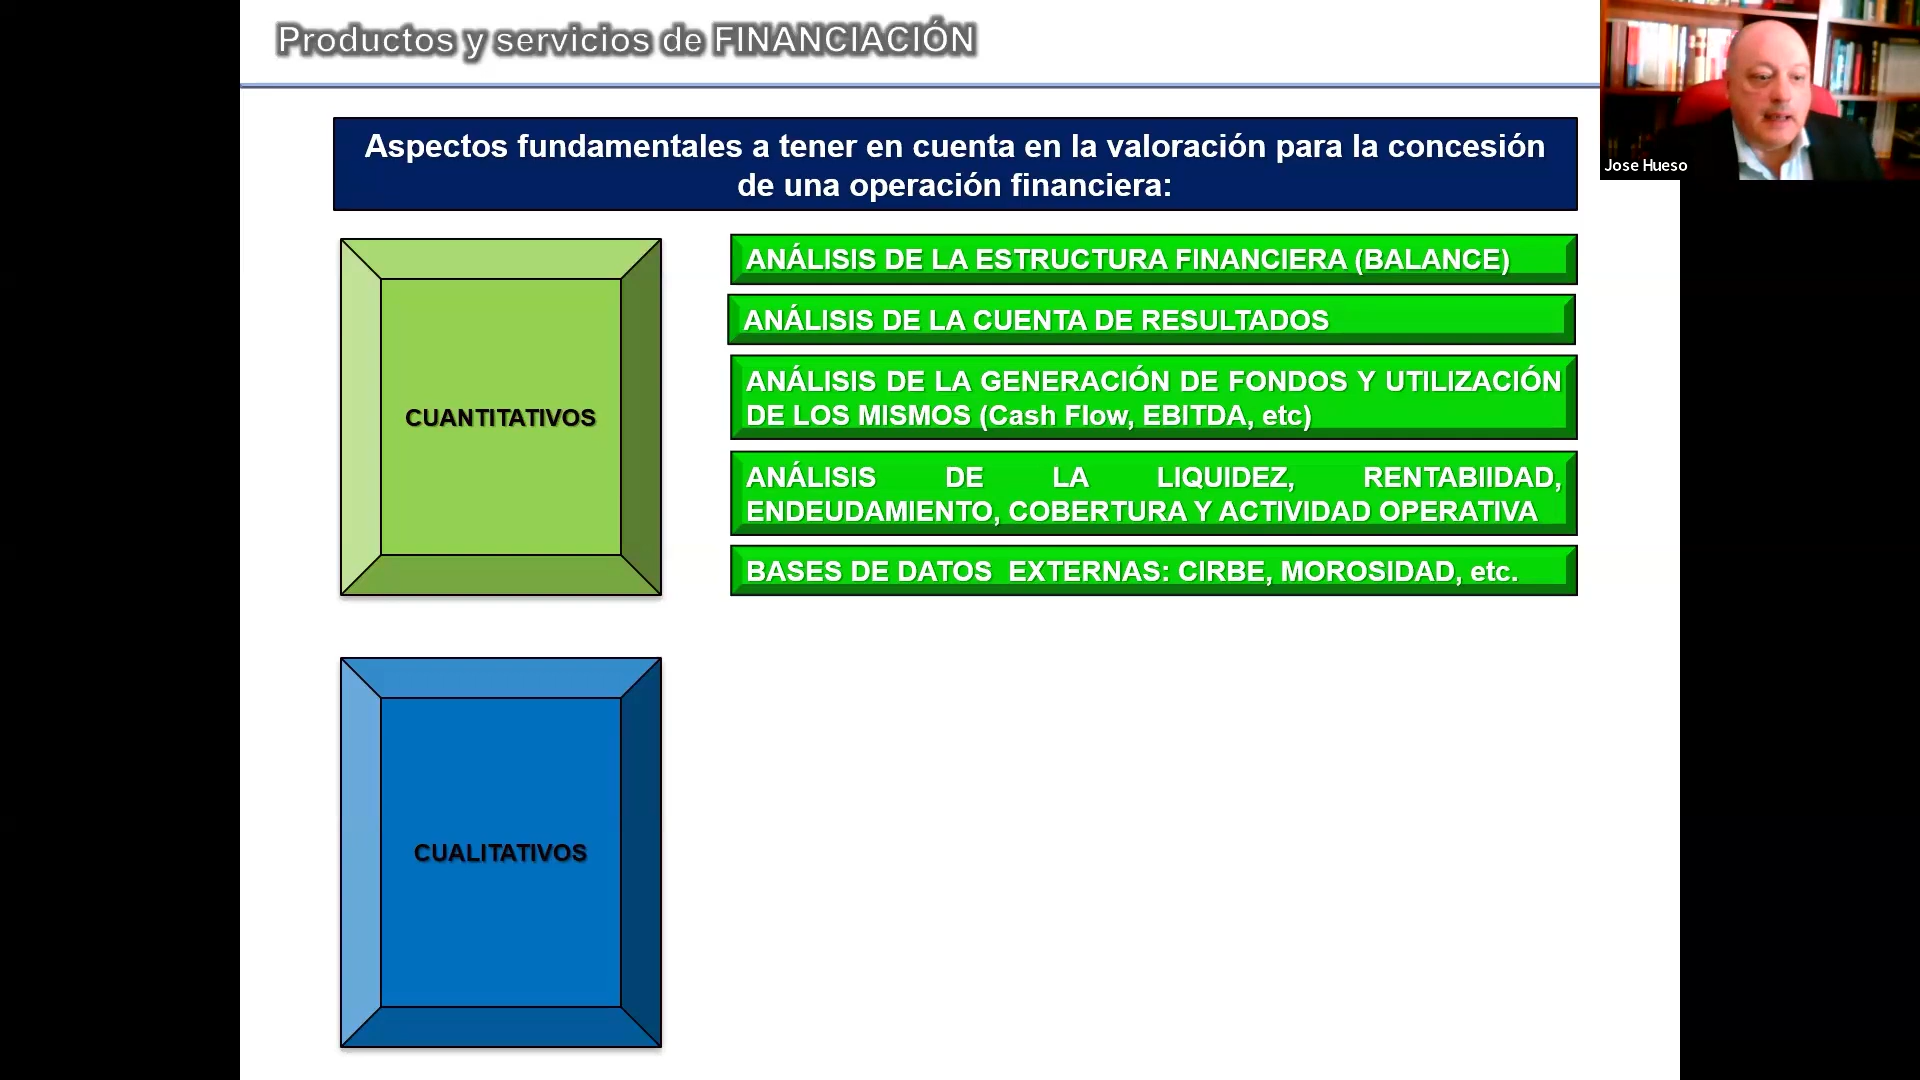 Productos y servicios de FINANCIACIÓN
Jose Hueso
Aspectos fundamentales a tener en cuenta en la valoración para la concesión
de una operación financiera:
CUANTITATIVOS
ANÁLISIS DE LA ESTRUCTURA FINANCIERA (BALANCE)
ANÁLISIS DE LA CUENTA DE RESULTADOS
ANÁLISIS DE LA GENERACIÓN DE FONDOS Y UTILIZACIÓN
DE LOS MISMOS (Cash Flow, EBITDA, etc)
ANÁLISIS DE LA LIQUIDEZ, RENTABIIDAD,
ENDEUDAMIENTO, COBERTURA Y ACTIVIDAD OPERATIVA
BASES DE DATOS EXTERNAS: CIRBE, MOROSIDAD, etc.
CUALITATIVOS